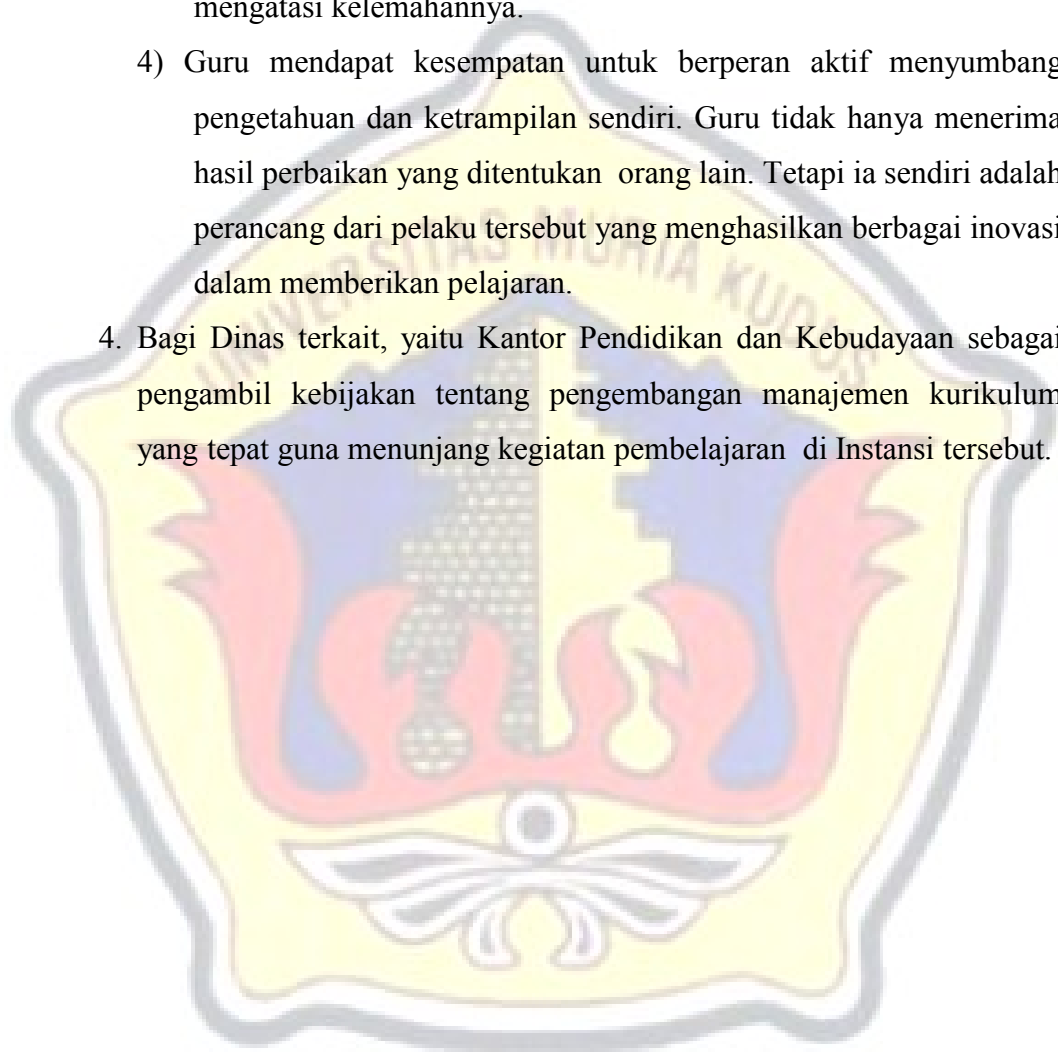 mengatasi kelemahannya.
4) Guru mendapat kesempatan untuk berperan aktif menyumbang
pengetahuan dan ketrampilan sendiri. Guru tidak hanya menerima
hasil perbaikan yang ditentukan orang lain. Tetapi ia sendiri adalah
perancang dari pelaku tersebut yang menghasilkan berbagai inovasi
dalam memberikan pelajaran.
4. Bagi Dinas terkait, yaitu Kantor Pendidikan dan Kebudayaan sebagai
pengambil kebijakan tentang pengembangan manajemen kurikulum
yang tepat guna menunjang kegiatan pembelajaran di Instansi tersebut.
UNIVERSITAS MURIA KUDUS